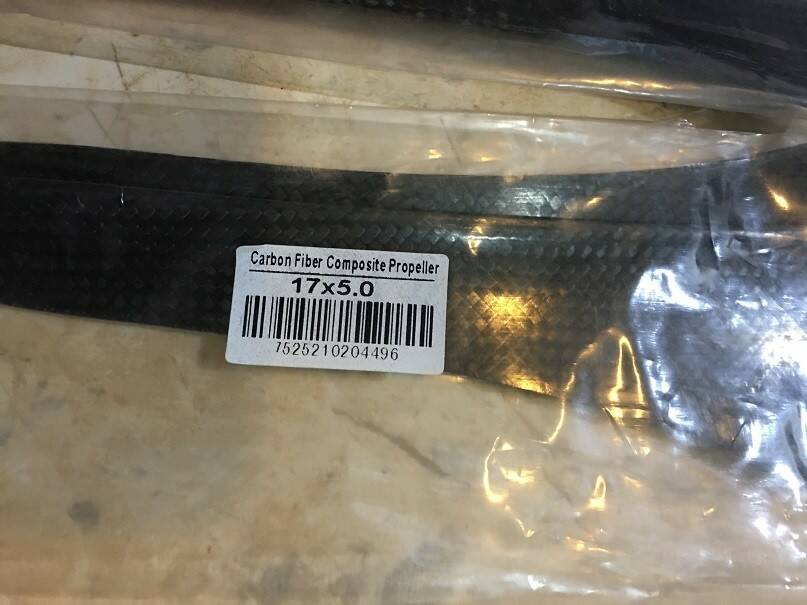 Carbon Fiber Composite Propeller
17x5.0
7525210204496